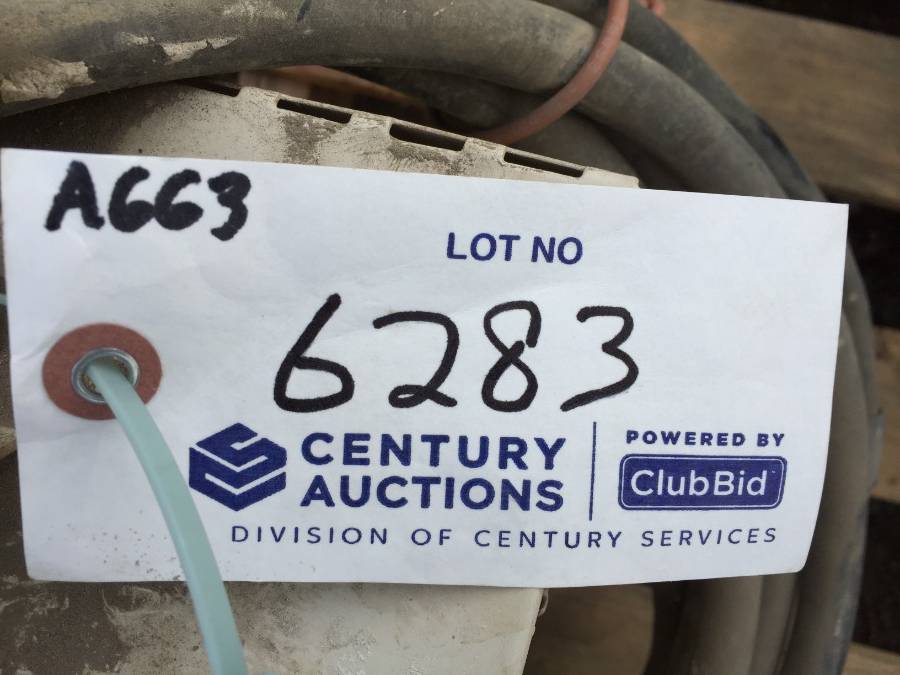 A663
LOT NO
6283
CENTURY
AUCTIONS
POWERED BY
ClubBid
DIVISION OF CENTURY SERVICES